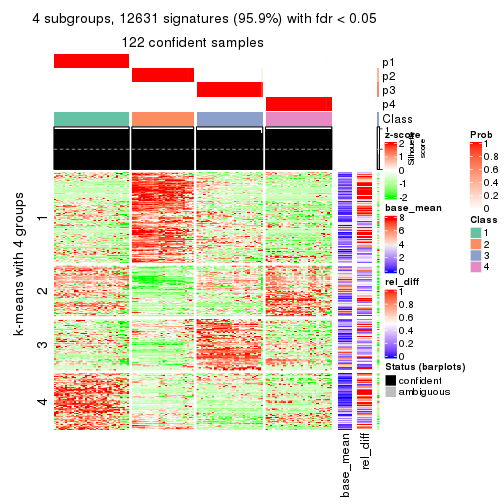 4 subgroups, 12631 signatures (95.9%) with fdr < 0.05
122 confident samples
p1
p2
p3
p4
Class
1
Silhouette
score
k-means with 4 groups
1
2
3
4
base_mean
rel_diff
z-score
2
1
0
-1
-2
base_mean
8
6
4
2
0
rel_diff
1
0.8
0.6
0.4
0.2
0
Status (barplots)
confident
ambiguous
Prob
1
0.8
0.6
0.4
0.2
0
Class
1
2
3
4